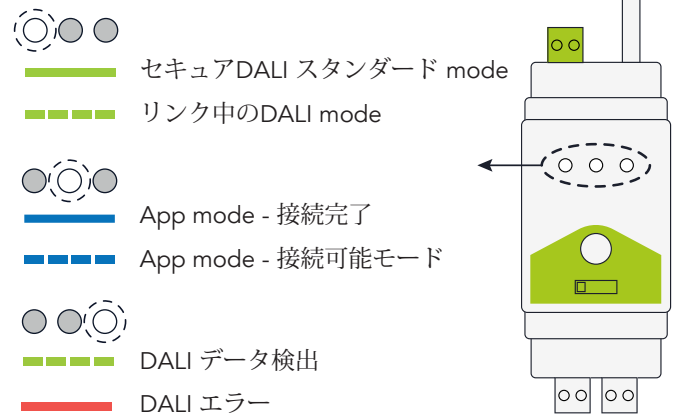 セキュアDALI スタンダード mode
リンク中のDALI mode
App mode - 接続完了
App mode - 接続可能モード
DALI データ検出
DALI エラー